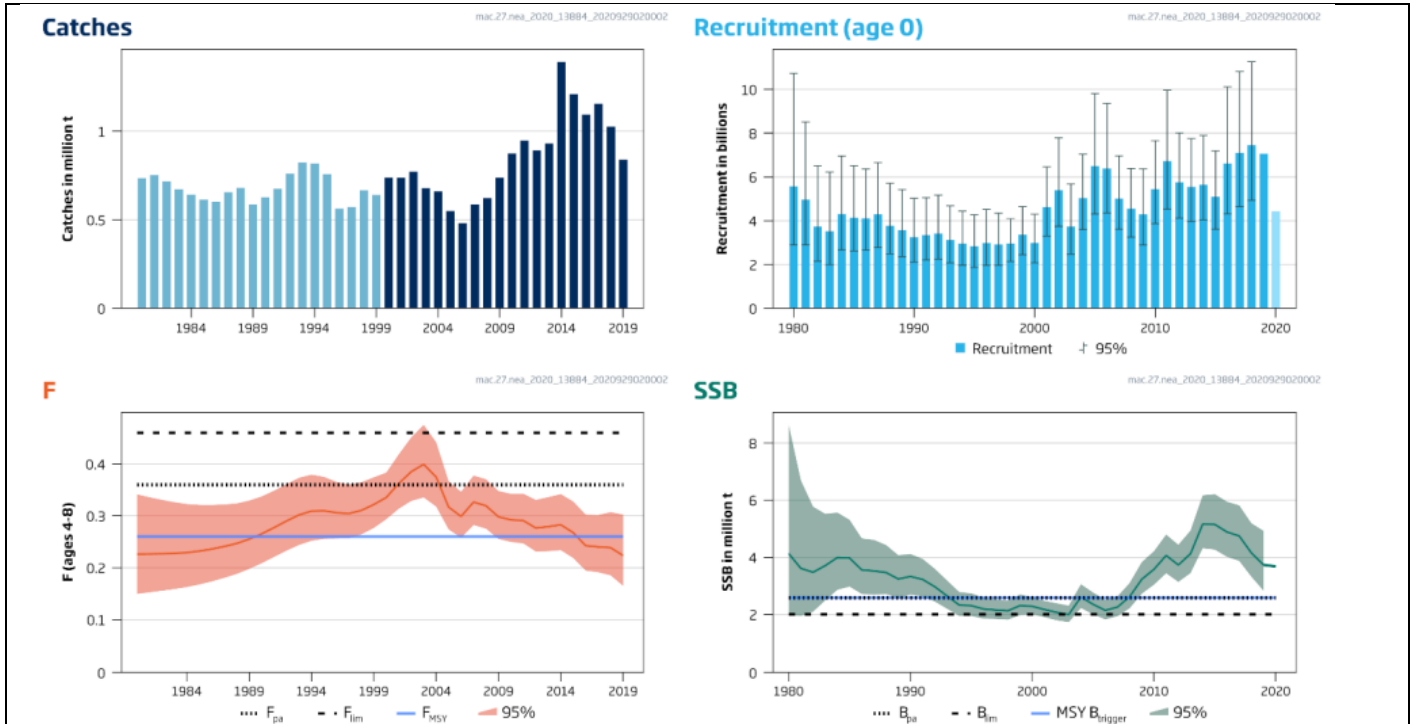 mac.27.nea_2020_13884_2020929020002
Catches
Catches in million t
1
0.5
0
1984 1989 1994 1999 2004 2009 2014 2019
mac.27.nea_2020_13884_2020929020002
Recruitment (age 0)
Recruitment in billions
10
8
6
4
2
0
1980 1990 2000 2010 2020
Recruitment 95%
mac.27.nea_2020_13884_2020929020002
F
F (ages 4-8)
0.4
0.3
0.2
0.1
0
1984 1989 1994 1999 2004 2009 2014 2019
Fpa Flim FMSY 95%
mac.27.nea_2020_13884_2020929020002
SSB
SSB in million t
8
6
4
2
0
1980 1990 2000 2010 2020
Bpa Blim MSY Btrigger 95%